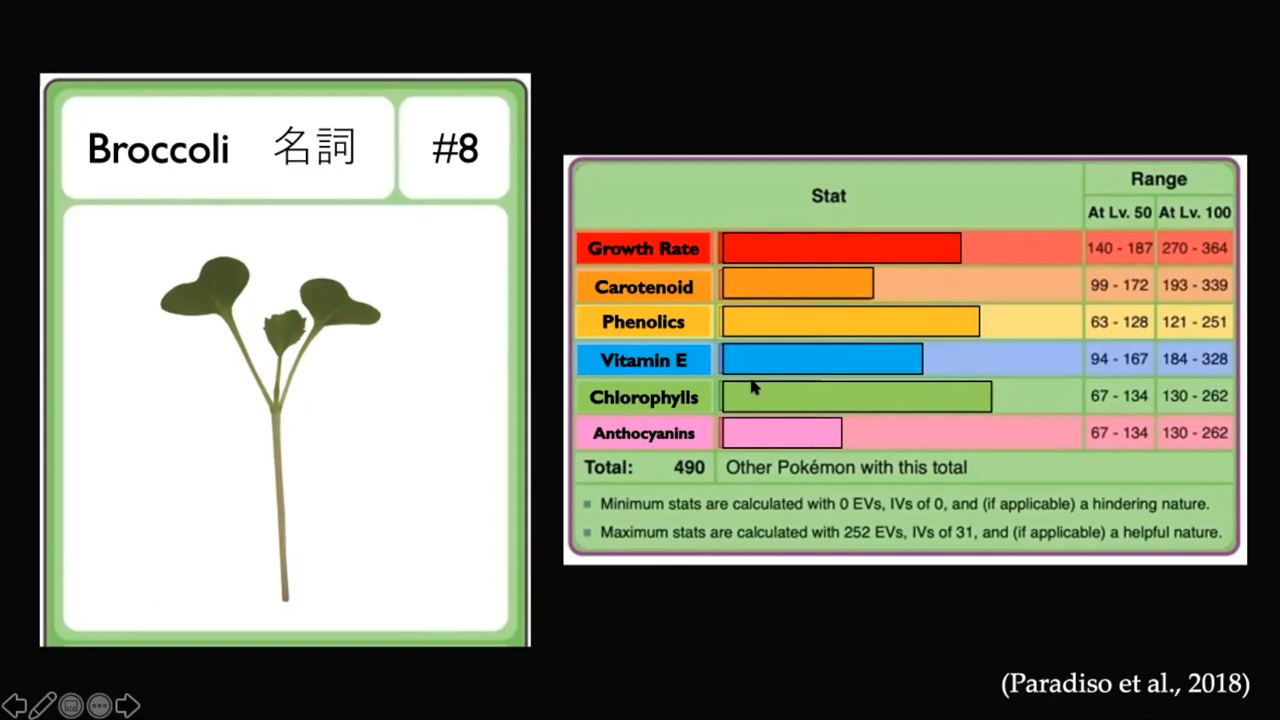 Broccoli 名詞 #8
Stat Range
At Lv. 50 At Lv. 100
Growth Rate 140 - 187 270 - 364
Carotenoid 99 - 172 193 - 339
Phenolics 63 - 128 121 - 251
Vitamin E 94 - 167 184 - 328
Chlorophylls 67 - 134 130 - 262
Anthocyanins 67 - 134 130 - 262
Total: 490 Other Pokémon with this total
Minimum stats are calculated with 0 EVs, IVs of 0, and (if applicable) a hindering nature.
Maximum stats are calculated with 252 EVs, IVs of 31, and (if applicable) a helpful nature.
(Paradiso et al., 2018)